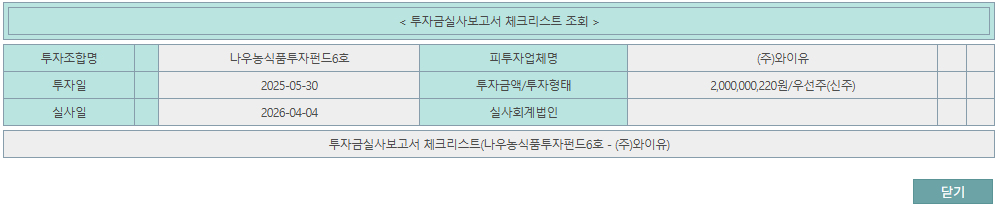 < 투자금실사보고서 체크리스트 조회 >
투자조합명 나우농식품투자펀드6호 피투자업체명 (주)와이유
투자일 2025-05-30 투자금액/투자형태 2,000,000,220원/우선주(신주)
실사일 2026-04-04 실사회계법인
투자금실사보고서 체크리스트(나우농식품투자펀드6호 - (주)와이유)
닫기